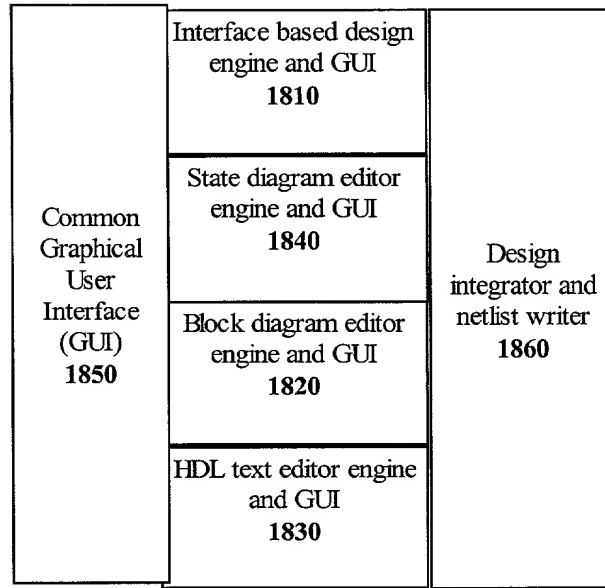 Common
Graphical
User
Interface
(GUI)
1850
Interface based design
engine and GUI
1810
State diagram editor
engine and GUI
1840
Block diagram editor
engine and GUI
1820
HDL text editor engine
and GUI
1830
Design
integrator and
netlist writer
1860